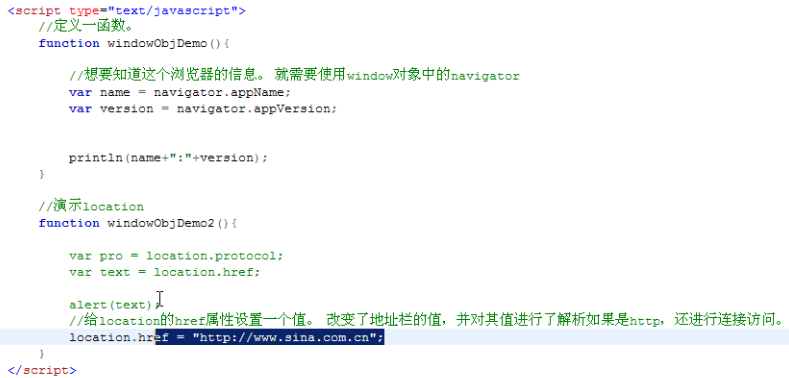 <script type="text/javascript">
//定义一函数。
function windowObjDemo(){
//想要知道这个浏览器的信息。 就需要使用window对象中的navigator
var name = navigator.appName;
var version = navigator.appVersion;
println(name+":"+version);
}
//演示location
function windowObjDemo2(){
var pro = location.protocol;
var text = location.href;
alert(text);
//给location的href属性设置一个值。 改变了地址栏的值，并对其值进行了解析如果是http，还进行连接访问。
location.href = "http://www.sina.com.cn";
}
</script>